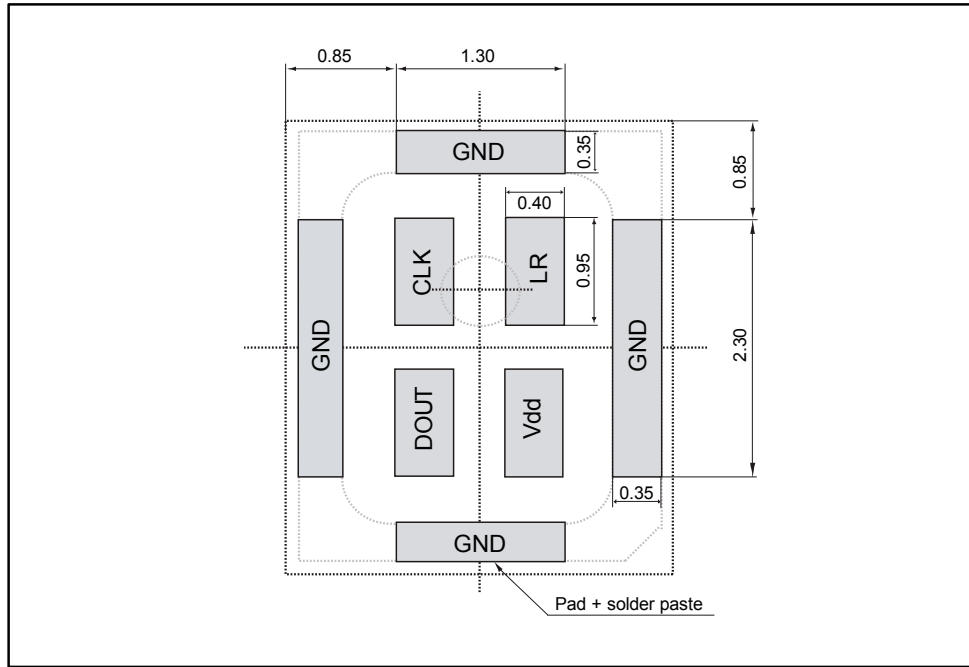 0.85
1.30
GND
0.35
0.85
0.40
CLK
LR
0.95
GND
GND
2.30
DOUT
Vdd
0.35
GND
Pad + solder paste